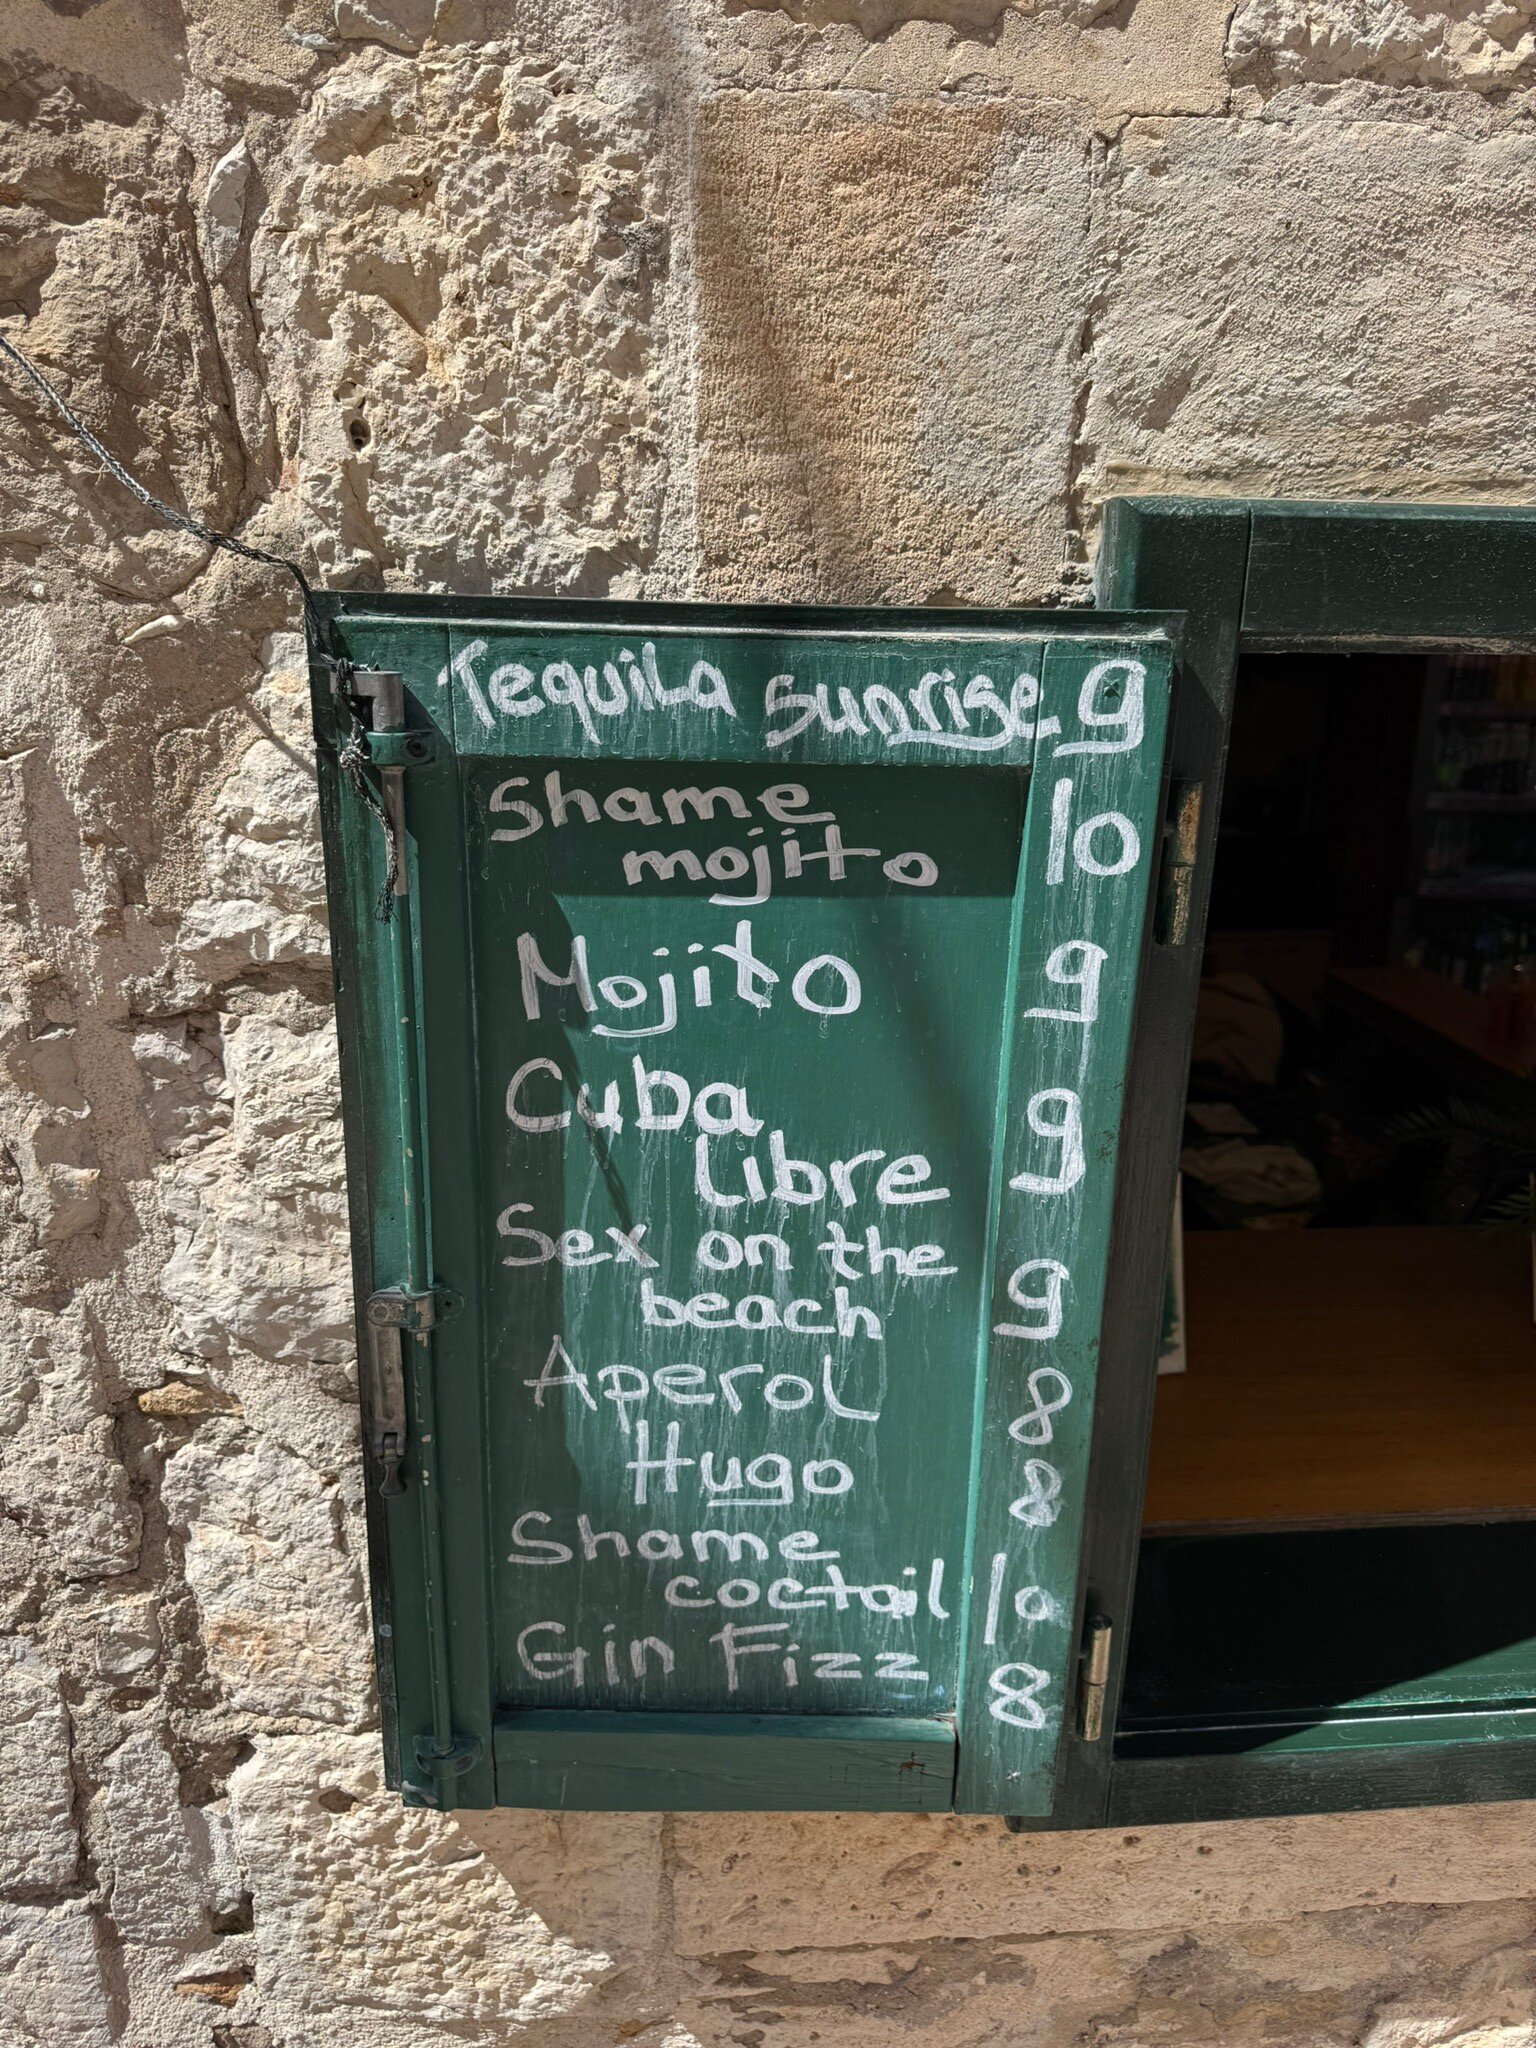 Tequila sunrise 9
Shame 10
mojito
Mojito 9
Cuba 9
Libre
Sex on the 9
beach
Aperol 8
Hugo 8
Shame 10
coctail
Gin Fizz 8